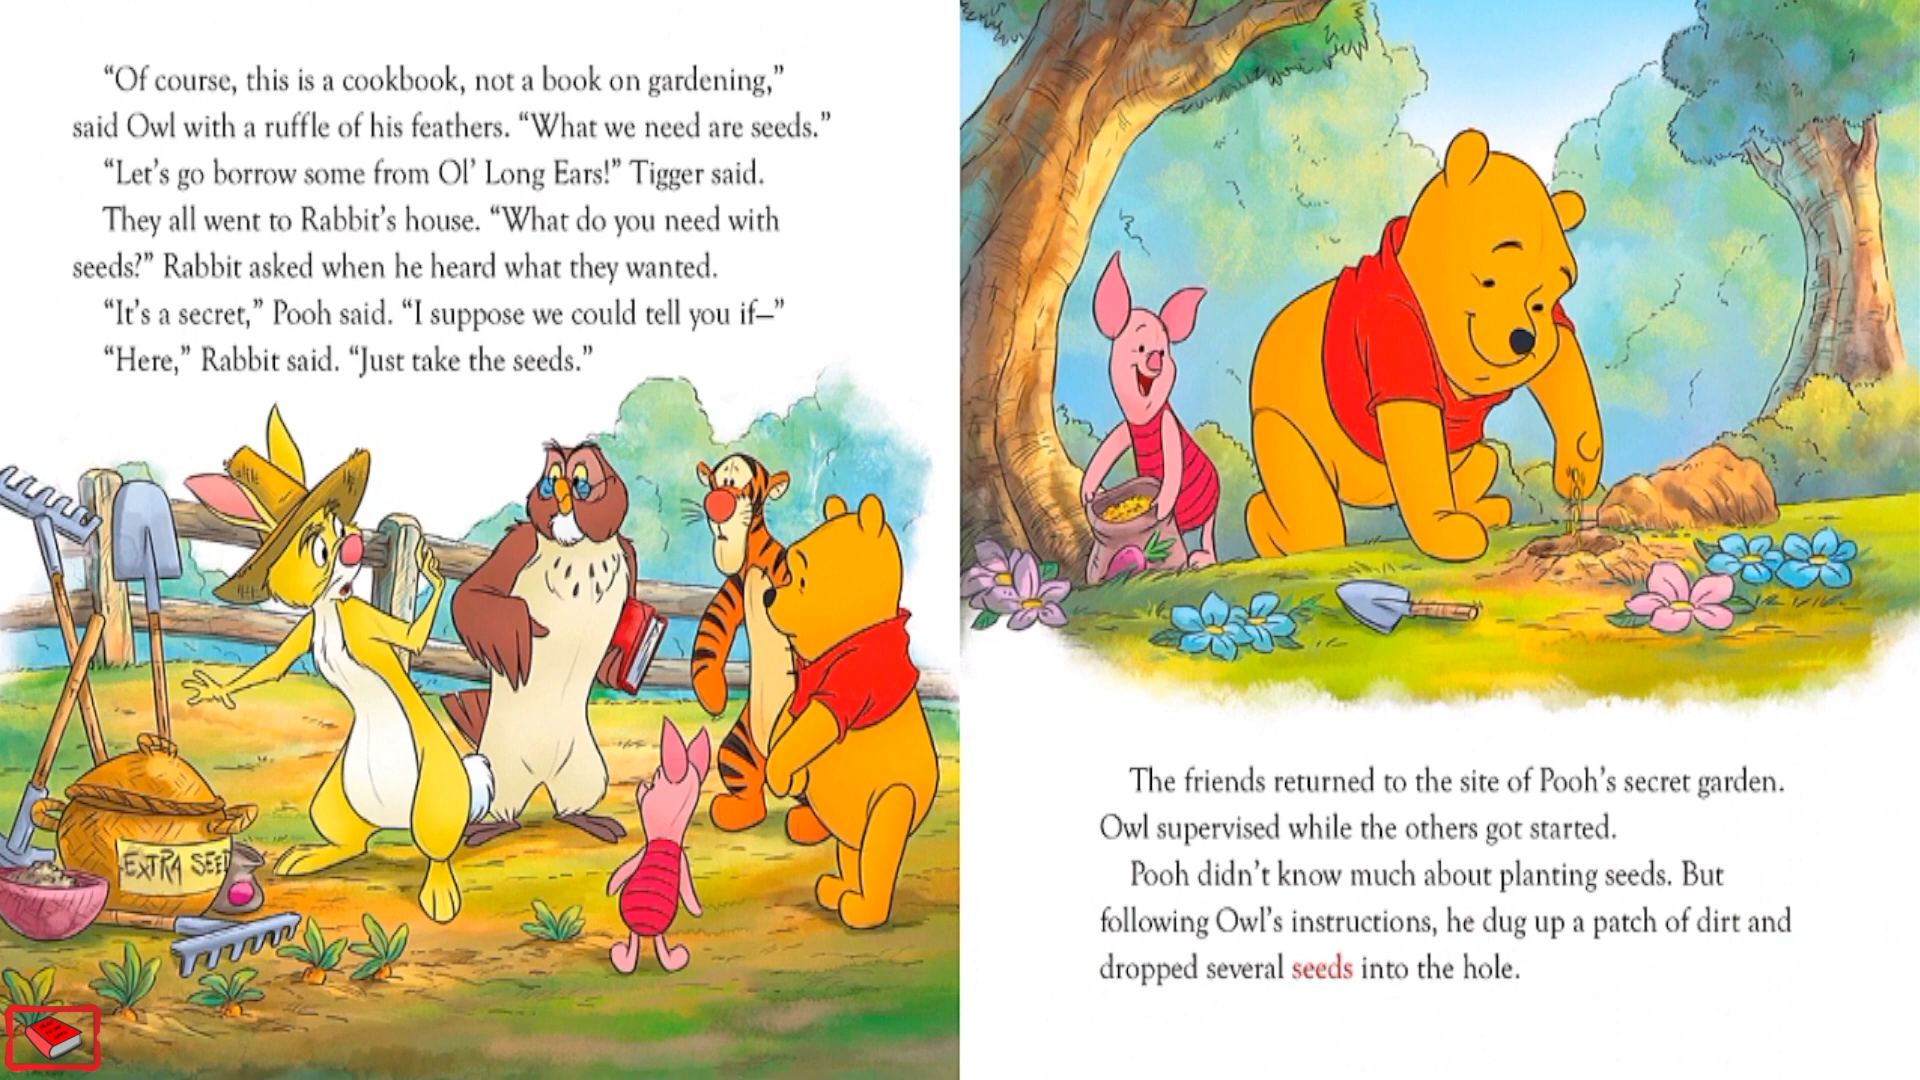 “Of course, this is a cookbook, not a book on gardening,”
said Owl with a ruffle of his feathers. “What we need are seeds.”
“Let’s go borrow some from Ol’ Long Ears!” Tigger said.
They all went to Rabbit’s house. “What do you need with
seeds?” Rabbit asked when he heard what they wanted.
“It’s a secret,” Pooh said. “I suppose we could tell you if—”
“Here,” Rabbit said. “Just take the seeds.”
EXTRA SEED
The friends returned to the site of Pooh’s secret garden.
Owl supervised while the others got started.
Pooh didn’t know much about planting seeds. But
following Owl’s instructions, he dug up a patch of dirt and
dropped several seeds into the hole.